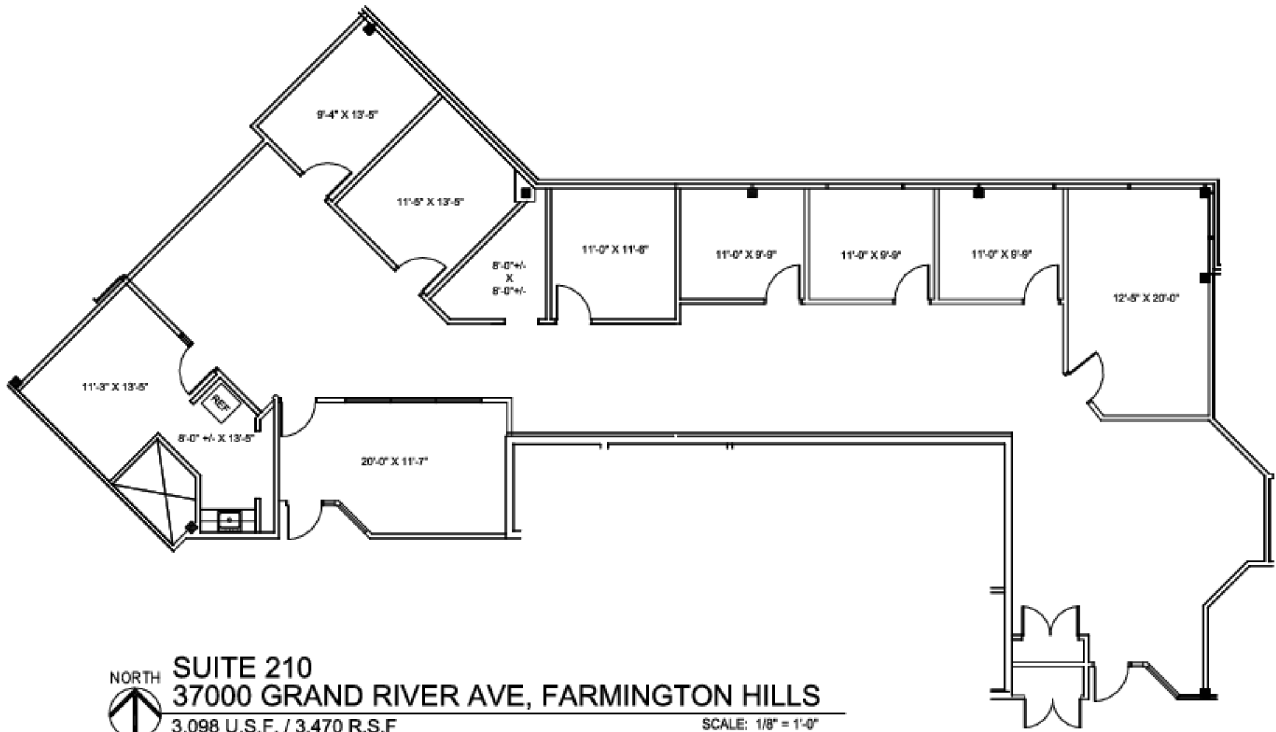 9'-4" X 13'-5"
11'-5" X 13'-5"
8'-0"+/-
X
8'-0"+/-
11'-0" X 11'-6"
11'-0" X 9'-9"
11'-0" X 9'-9"
11'-0" X 9'-9"
12'-5" X 20'-0"
11'-3" X 13'-5"
REF
8'-0" +/- X 13'-5"
20'-0" X 11'-7"
NORTH
SUITE 210
37000 GRAND RIVER AVE, FARMINGTON HILLS
3,098 U.S.F. / 3,470 R.S.F
SCALE: 1/8" = 1'-0"